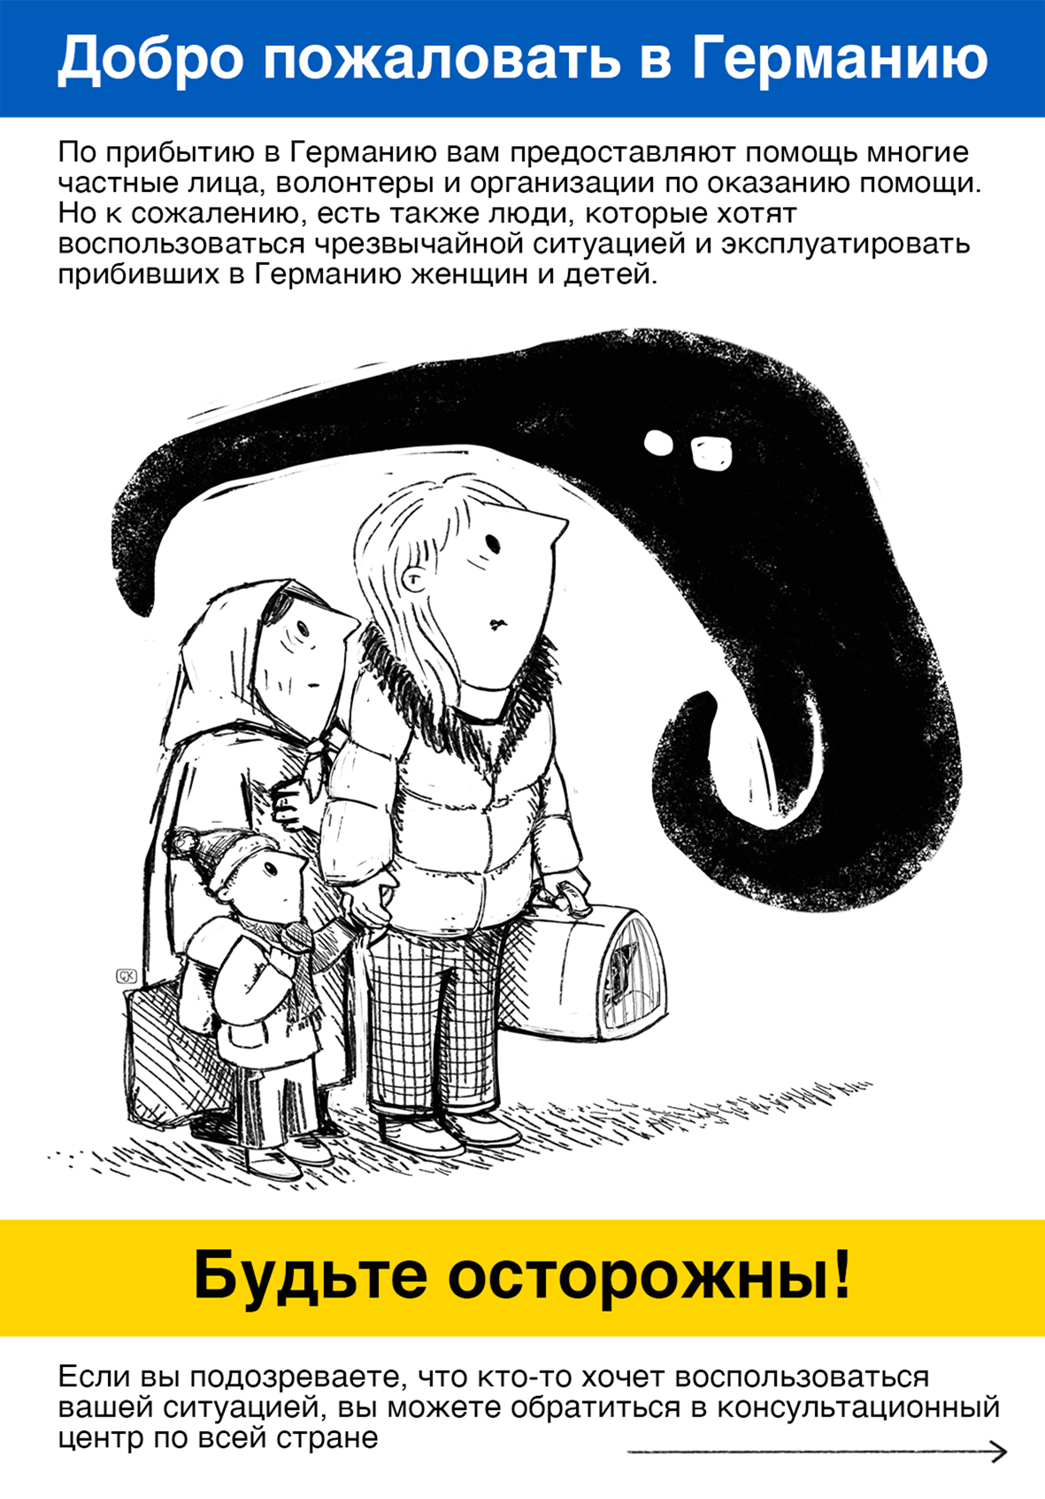 Добро пожаловать в Германию
По прибытию в Германию вам предоставляют помощь многие
частные лица, волонтеры и организации по оказанию помощи.
Но к сожалению, есть также люди, которые хотят
воспользоваться чрезвычайной ситуацией и эксплуатировать
прибивших в Германию женщин и детей.
GK
Будьте осторожны!
Если вы подозреваете, что кто-то хочет воспользоваться
вашей ситуацией, вы можете обратиться в консультационный
центр по всей стране